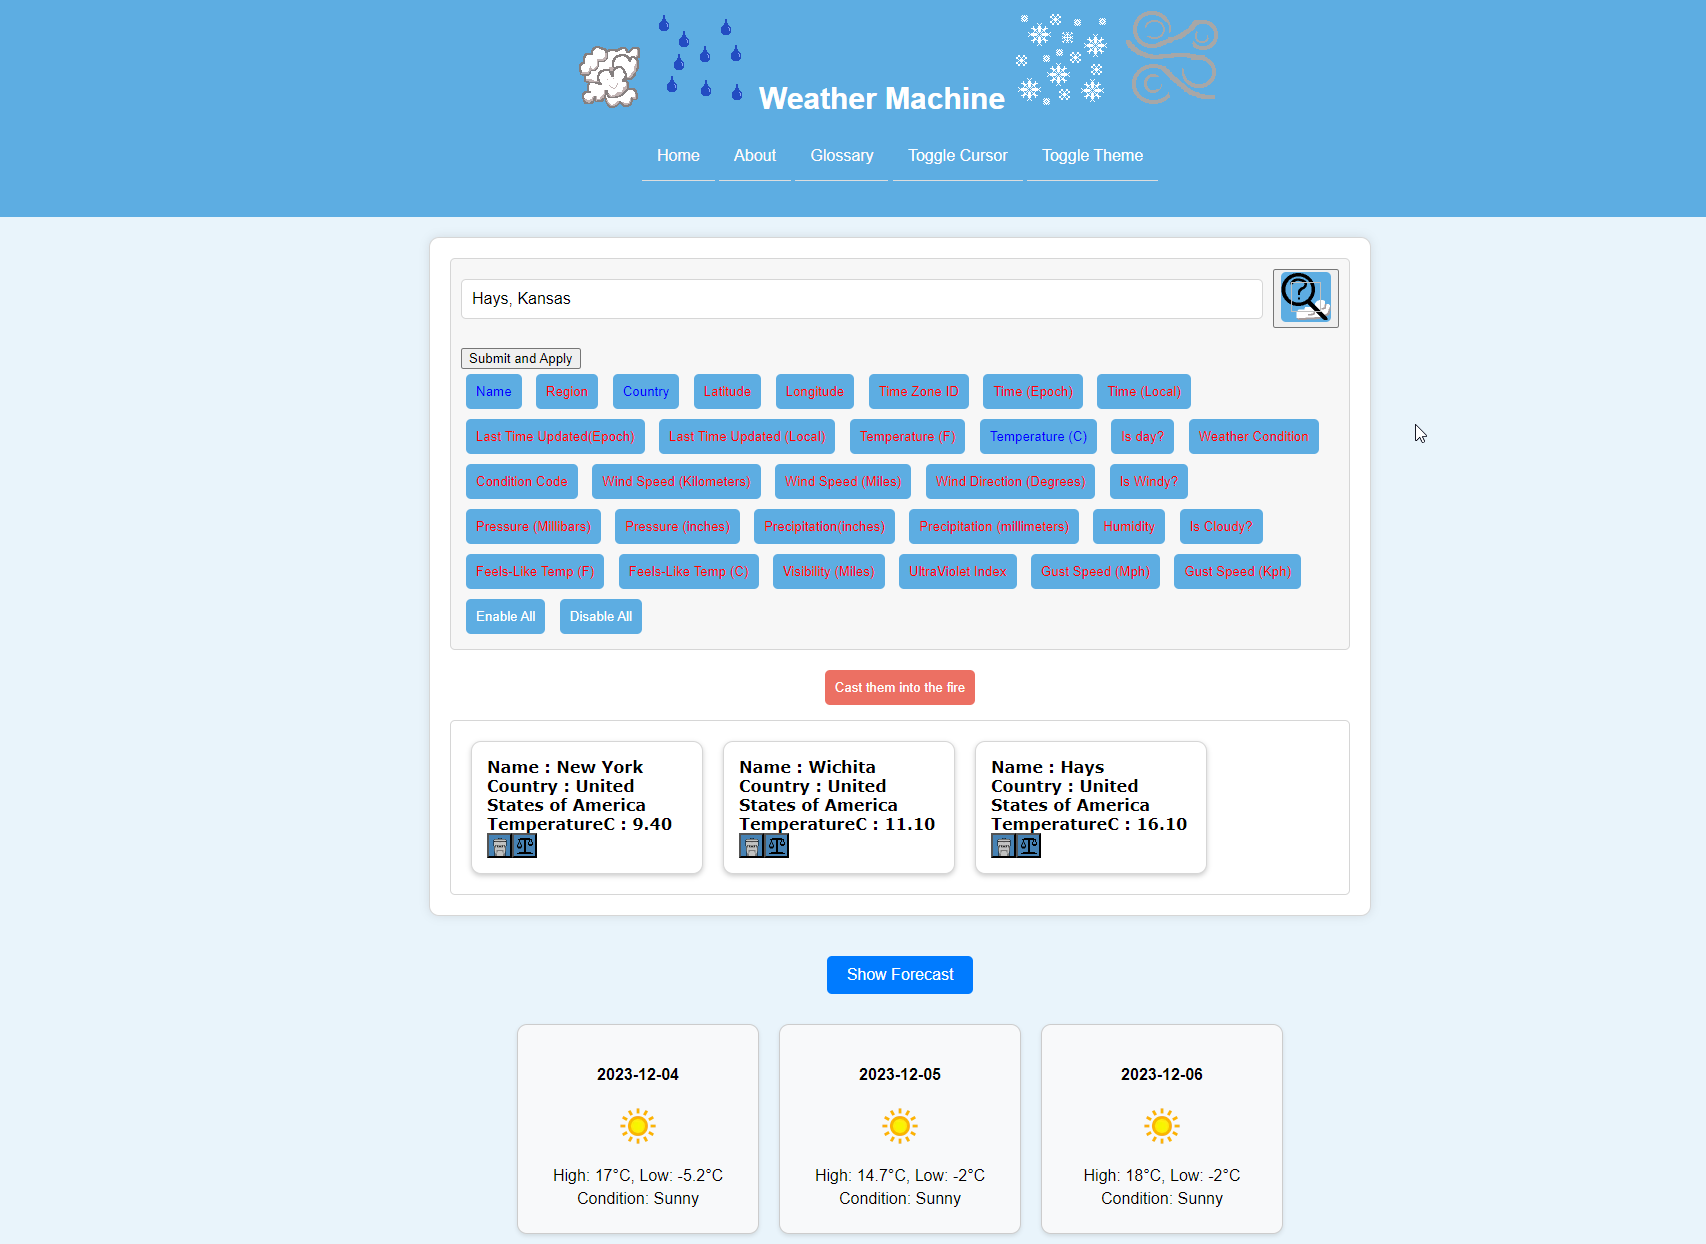 Weather Machine
Home About Glossary Toggle Cursor Toggle Theme
Hays, Kansas
Submit and Apply
Name Region Country Latitude Longitude Time Zone ID Time (Epoch) Time (Local)
Last Time Updated(Epoch) Last Time Updated (Local) Temperature (F) Temperature (C) Is day? Weather Condition
Condition Code Wind Speed (Kilometers) Wind Speed (Miles) Wind Direction (Degrees) Is Windy?
Pressure (Millibars) Pressure (inches) Precipitation(inches) Precipitation (millimeters) Humidity Is Cloudy?
Feels-Like Temp (F) Feels-Like Temp (C) Visibility (Miles) UltraViolet Index Gust Speed (Mph) Gust Speed (Kph)
Enable All Disable All
Cast them into the fire
Name : New York
Country : United
States of America
TemperatureC : 9.40
Name : Wichita
Country : United
States of America
TemperatureC : 11.10
Name : Hays
Country : United
States of America
TemperatureC : 16.10
Show Forecast
2023-12-04
High: 17°C, Low: -5.2°C
Condition: Sunny
2023-12-05
High: 14.7°C, Low: -2°C
Condition: Sunny
2023-12-06
High: 18°C, Low: -2°C
Condition: Sunny